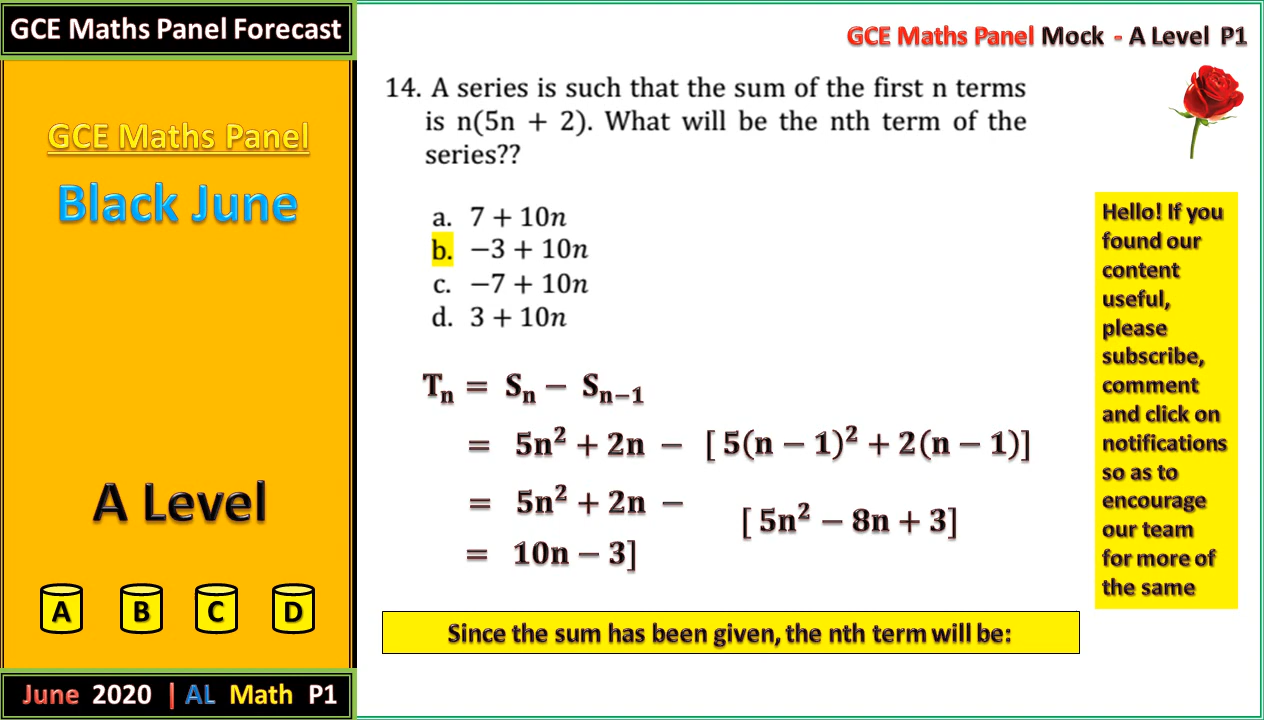 GCE Maths Panel Forecast
GCE Maths Panel Mock - A Level P1
GCE Maths Panel
Black June
A Level
A B C D
June 2020 | AL Math P1
14. A series is such that the sum of the first n terms
is n(5n + 2). What will be the nth term of the
series??
a. 7 + 10n
b. −3 + 10n
c. −7 + 10n
d. 3 + 10n
Tₙ = Sₙ − Sₙ₋₁
= 5n² + 2n − [ 5(n − 1)² + 2(n − 1)]
= 5n² + 2n − [ 5n² − 8n + 3]
= 10n − 3]
Since the sum has been given, the nth term will be:
Hello! If you
found our
content
useful,
please
subscribe,
comment
and click on
notifications
so as to
encourage
our team
for more of
the same